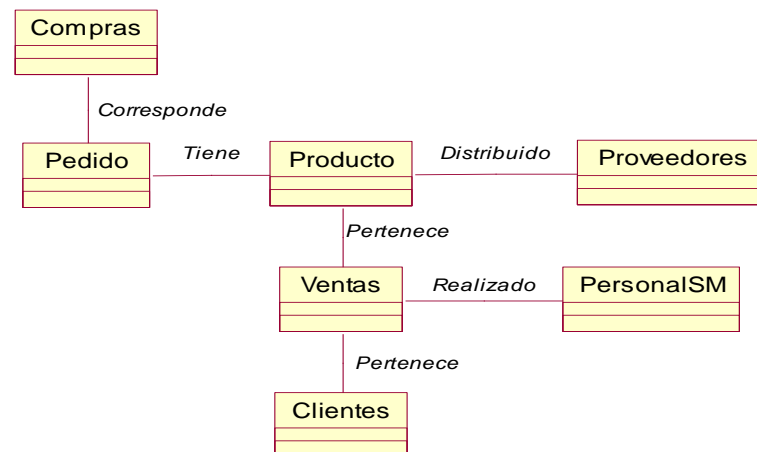 Compras
Corresponde
Pedido
Tiene
Producto
Distribuido
Proveedores
Pertenece
Ventas
Realizado
PersonalSM
Pertenece
Clientes